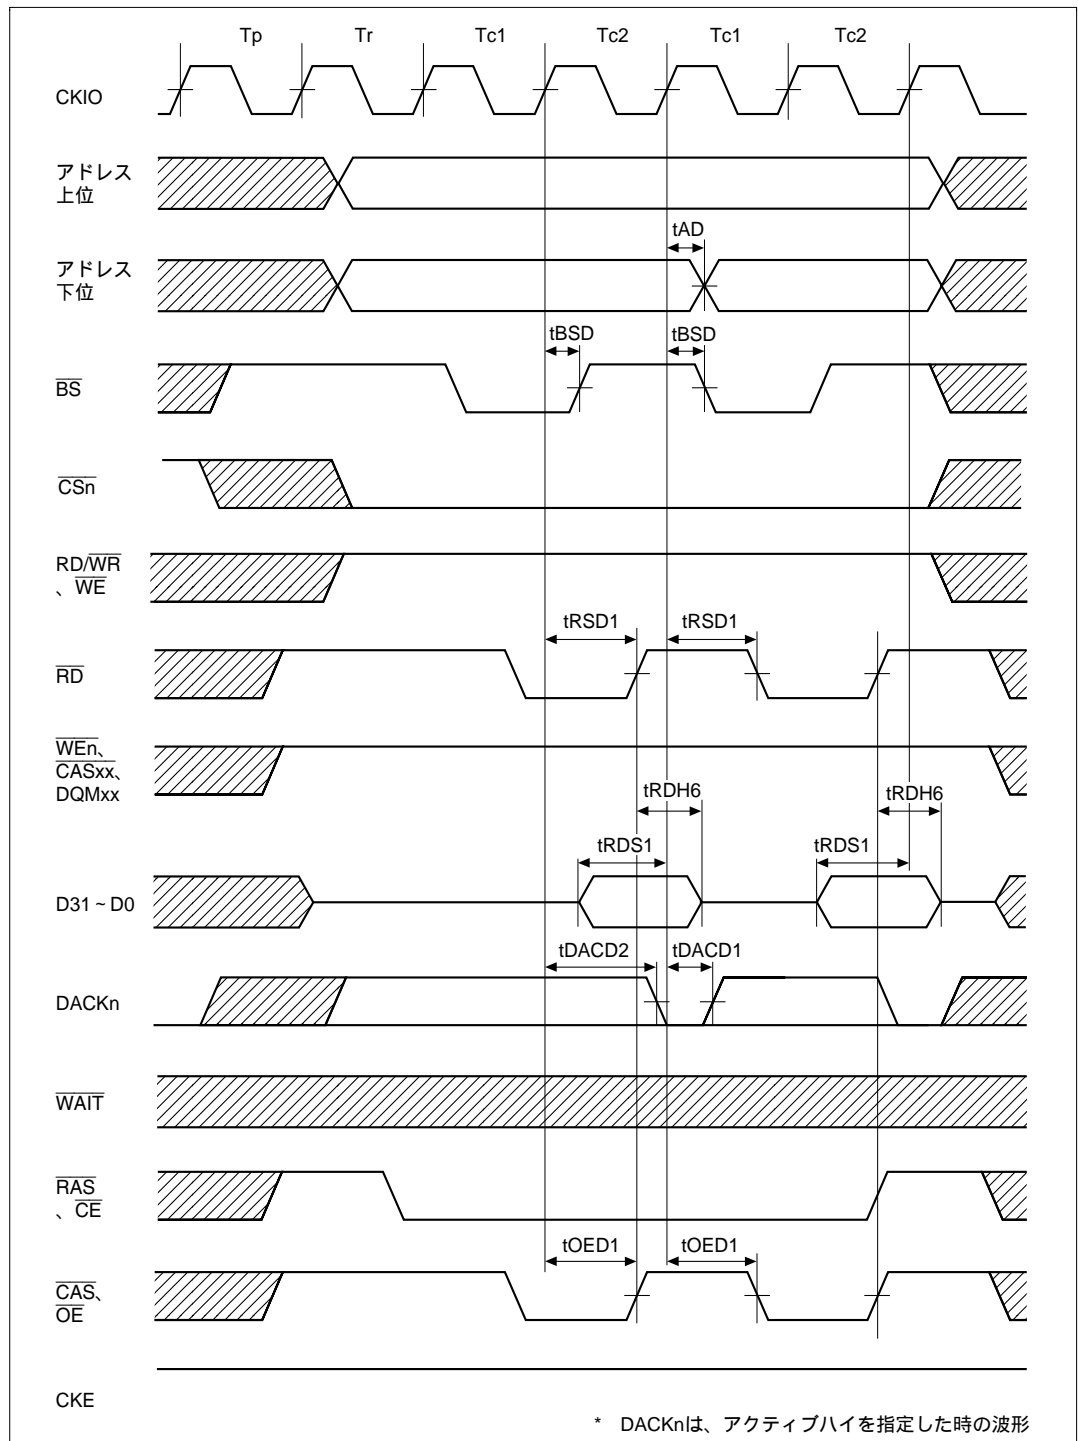 Tp Tr Tc1 Tc2 Tc1 Tc2
CKIO
アドレス
上位
tAD
アドレス
下位
tBSD tBSD
BS
CSn
RD/WR
、WE
tRSD1 tRSD1
RD
WEn、
CASxx、
DQMxx
tRDH6 tRDH6
tRDS1 tRDS1
D31 ~ D0
tDACD2 tDACD1
DACKn
WAIT
RAS
、CE
tOED1 tOED1
CAS、
OE
CKE
* DACKnは、アクティブハイを指定した時の波形